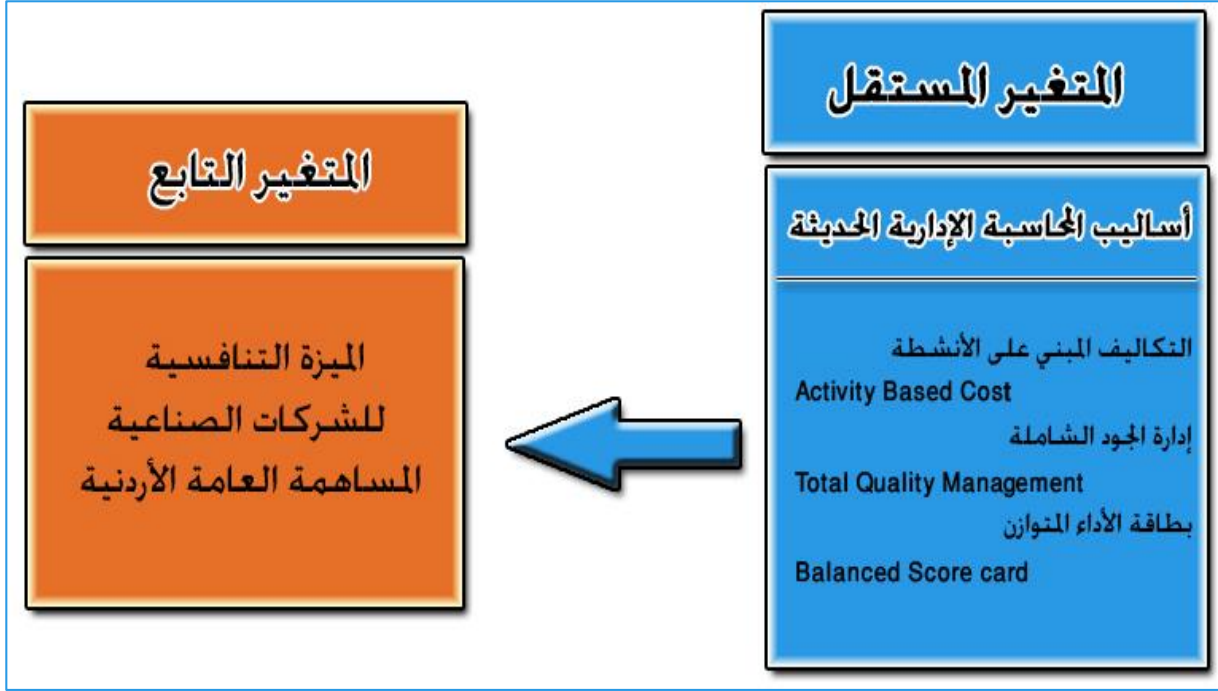 المتغير المستقل
أساليب المحاسبة الإدارية الحديثة
التكاليف المبني على الأنشطة
Activity Based Cost
إدارة الجود الشاملة
Total Quality Management
بطاقة الأداء المتوازن
Balanced Score card
المتغير التابع
الميزة التنافسية
للشركات الصناعية
المساهمة العامة الأردنية